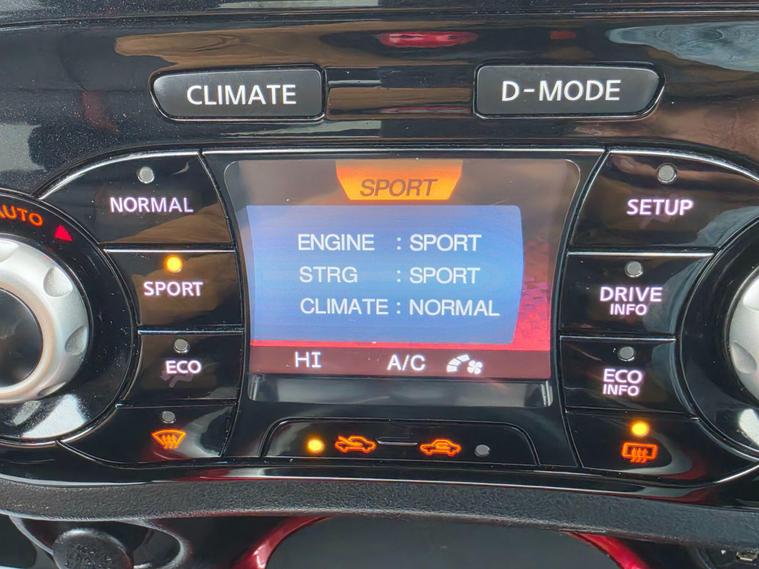 CLIMATE
D-MODE
NORMAL
SPORT
SETUP
AUTO
ENGINE : SPORT
SPORT
STRG : SPORT
DRIVE
INFO
CLIMATE : NORMAL
HI A/C
ECO
ECO
INFO